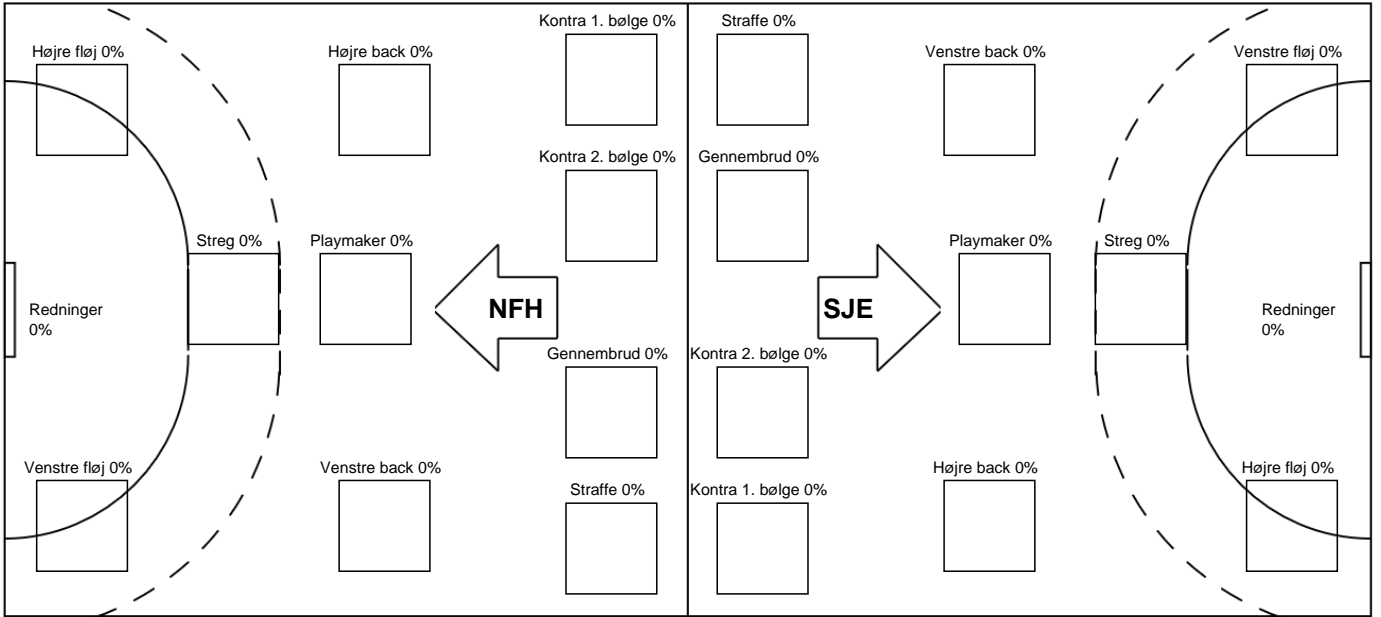 Kontra 1. bølge 0%
Straffe 0%
Højre fløj 0%
Højre back 0%
Venstre back 0%
Venstre fløj 0%
Kontra 2. bølge 0%
Gennembrud 0%
Streg 0%
Playmaker 0%
Playmaker 0%
Streg 0%
Redninger
0%
NFH
SJE
Redninger
0%
Gennembrud 0%
Kontra 2. bølge 0%
Venstre fløj 0%
Venstre back 0%
Højre back 0%
Højre fløj 0%
Straffe 0%
Kontra 1. bølge 0%